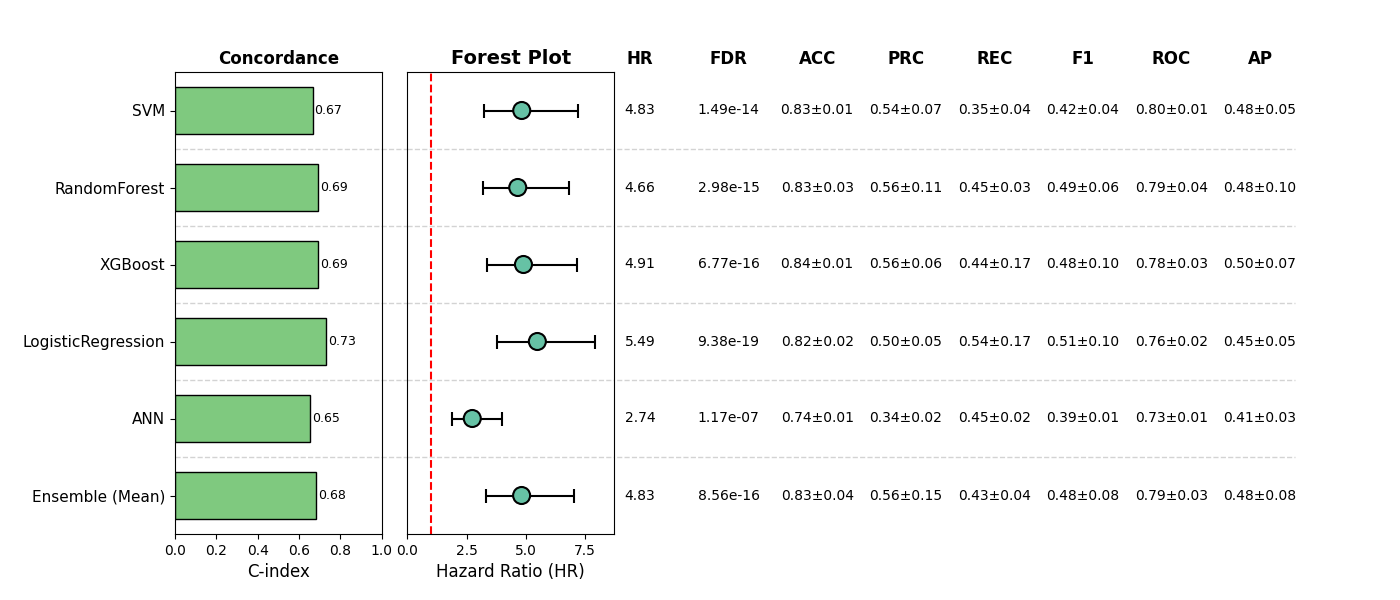 Concordance Forest Plot HR FDR ACC PRC REC F1 ROC AP
SVM 0.67 4.83 1.49e-14 0.83±0.01 0.54±0.07 0.35±0.04 0.42±0.04 0.80±0.01 0.48±0.05
RandomForest 0.69 4.66 2.98e-15 0.83±0.03 0.56±0.11 0.45±0.03 0.49±0.06 0.79±0.04 0.48±0.10
XGBoost 0.69 4.91 6.77e-16 0.84±0.01 0.56±0.06 0.44±0.17 0.48±0.10 0.78±0.03 0.50±0.07
LogisticRegression 0.73 5.49 9.38e-19 0.82±0.02 0.50±0.05 0.54±0.17 0.51±0.10 0.76±0.02 0.45±0.05
ANN 0.65 2.74 1.17e-07 0.74±0.01 0.34±0.02 0.45±0.02 0.39±0.01 0.73±0.01 0.41±0.03
Ensemble (Mean) 0.68 4.83 8.56e-16 0.83±0.04 0.56±0.15 0.43±0.04 0.48±0.08 0.79±0.03 0.48±0.08
0.0 0.2 0.4 0.6 0.8 1.0 0.0 2.5 5.0 7.5
C-index Hazard Ratio (HR)